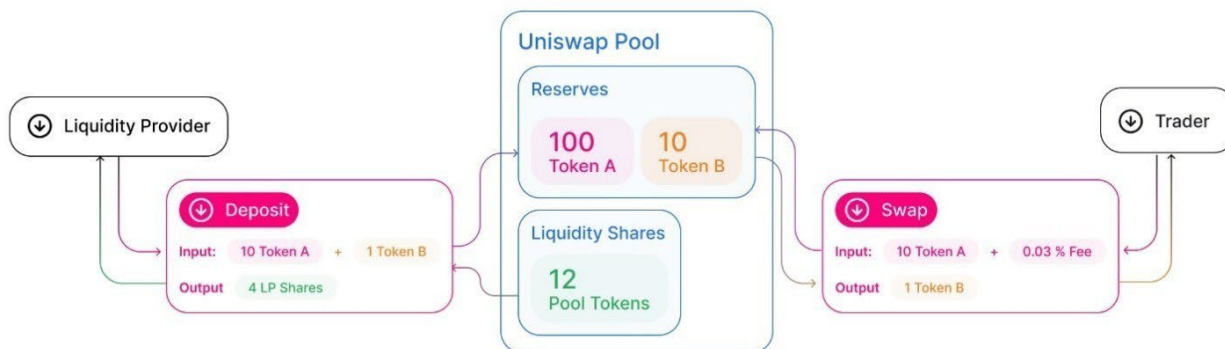 Liquidity Provider
Deposit
Input: 10 Token A + 1 Token B
Output 4 LP Shares
Uniswap Pool
Reserves
100
Token A
10
Token B
Liquidity Shares
12
Pool Tokens
Trader
Swap
Input: 10 Token A + 0.03 % Fee
Output 1 Token B